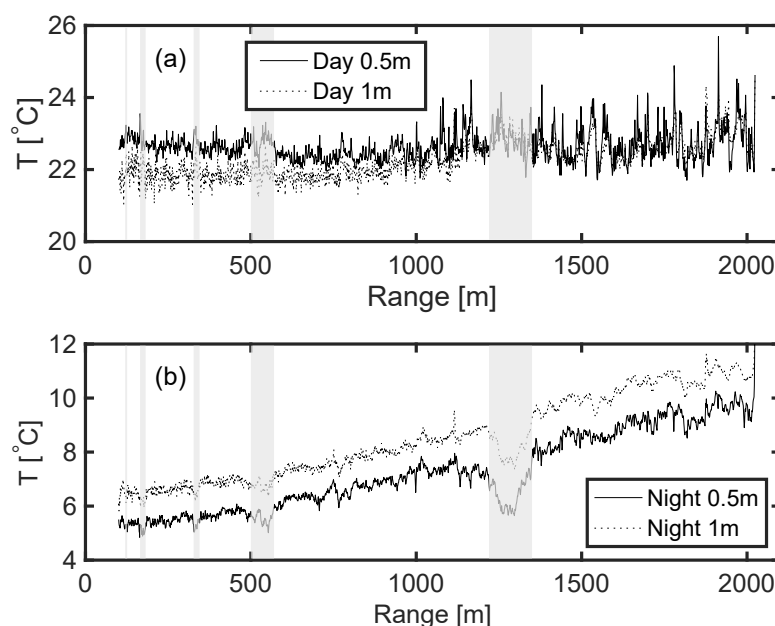 26
(a)
Day 0.5m
Day 1m
24
T [°C]
22
20
0 500 1000 1500 2000
Range [m]
12
(b)
10
T [°C]
8
6
Night 0.5m
Night 1m
4
0 500 1000 1500 2000
Range [m]